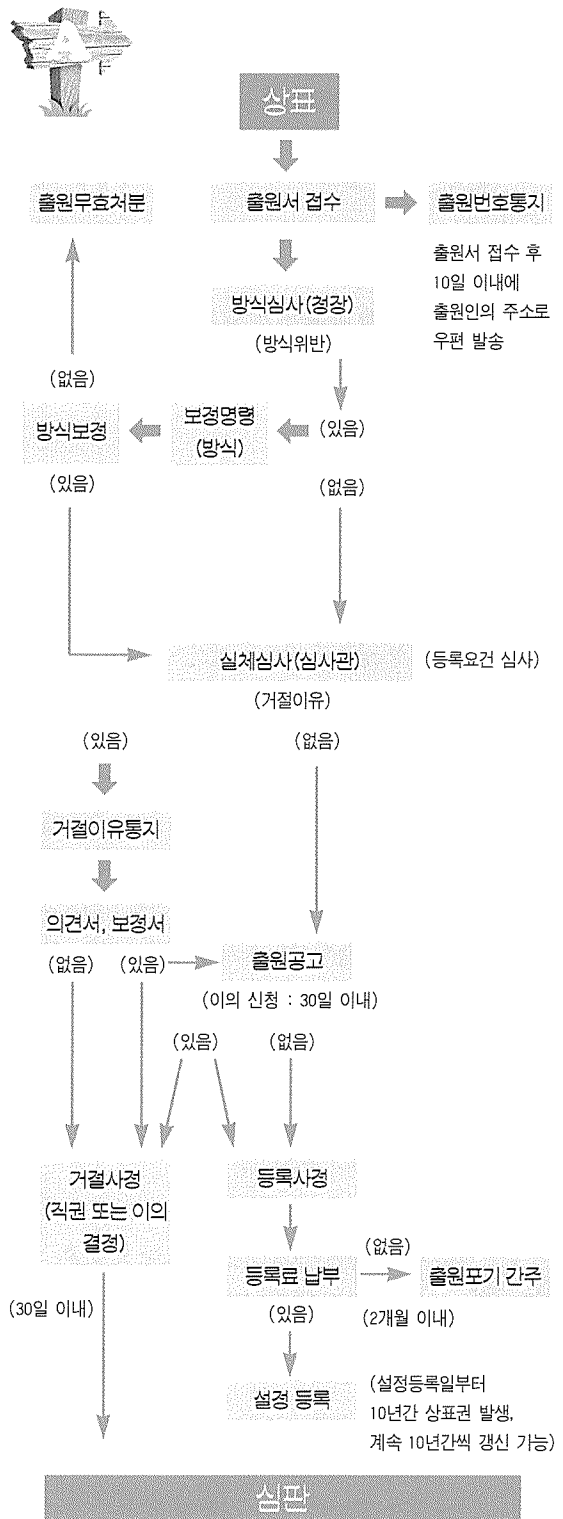 A
상표
출원무효처분
출원서 접수
출원번호통지
출원서 접수 후
10일 이내에
출원인의 주소로
우편 발송
방식심사(청장)
(방식위반)
(없음)
방식보정
보정명령
(방식)
(있음)
(있음)
(없음)
실체심사(심사관)
(등록요건 심사)
(거절이유)
(있음)
(없음)
거절이유통지
의견서, 보정서
(없음)
(있음)
출원공고
(이의 신청 : 30일 이내)
(있음)
(없음)
거절사정
(직권 또는 이의
결정)
등록사정
등록료 납부
(없음)
출원포기 간주
(30일 이내)
(있음)
(2개월 이내)
설정 등록
(설정등록일부터
10년간 상표권 발생,
계속 10년간씩 갱신 가능)
심판